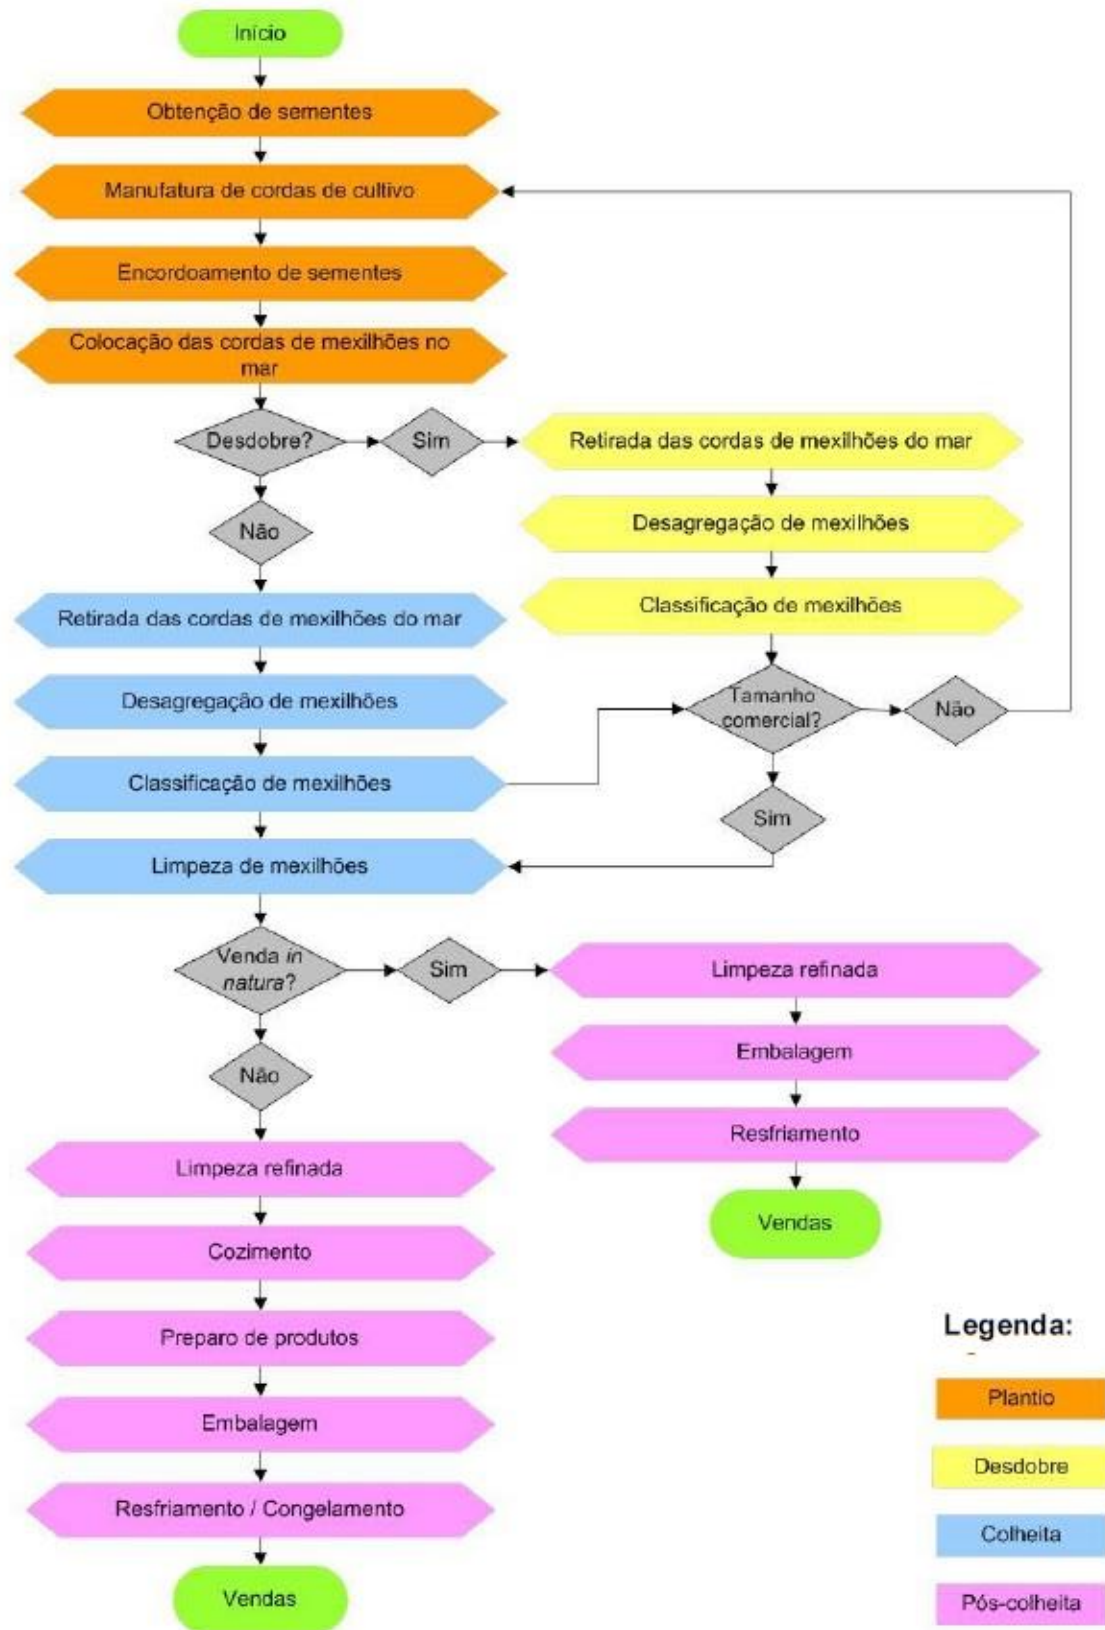 Início
Obtenção de sementes
Manufatura de cordas de cultivo
Encordoamento de sementes
Colocação das cordas de mexilhões no
mar
Desdobre?
Sim
Retirada das cordas de mexilhões do mar
Desagregação de mexilhões
Classificação de mexilhões
Não
Retirada das cordas de mexilhões do mar
Desagregação de mexilhões
Classificação de mexilhões
Tamanho
comercial?
Não
Sim
Limpeza de mexilhões
Venda in
natura?
Sim
Limpeza refinada
Embalagem
Resfriamento
Vendas
Não
Limpeza refinada
Cozimento
Preparo de produtos
Embalagem
Resfriamento / Congelamento
Vendas
Legenda:
Plantio
Desdobre
Colheita
Pós-colheita